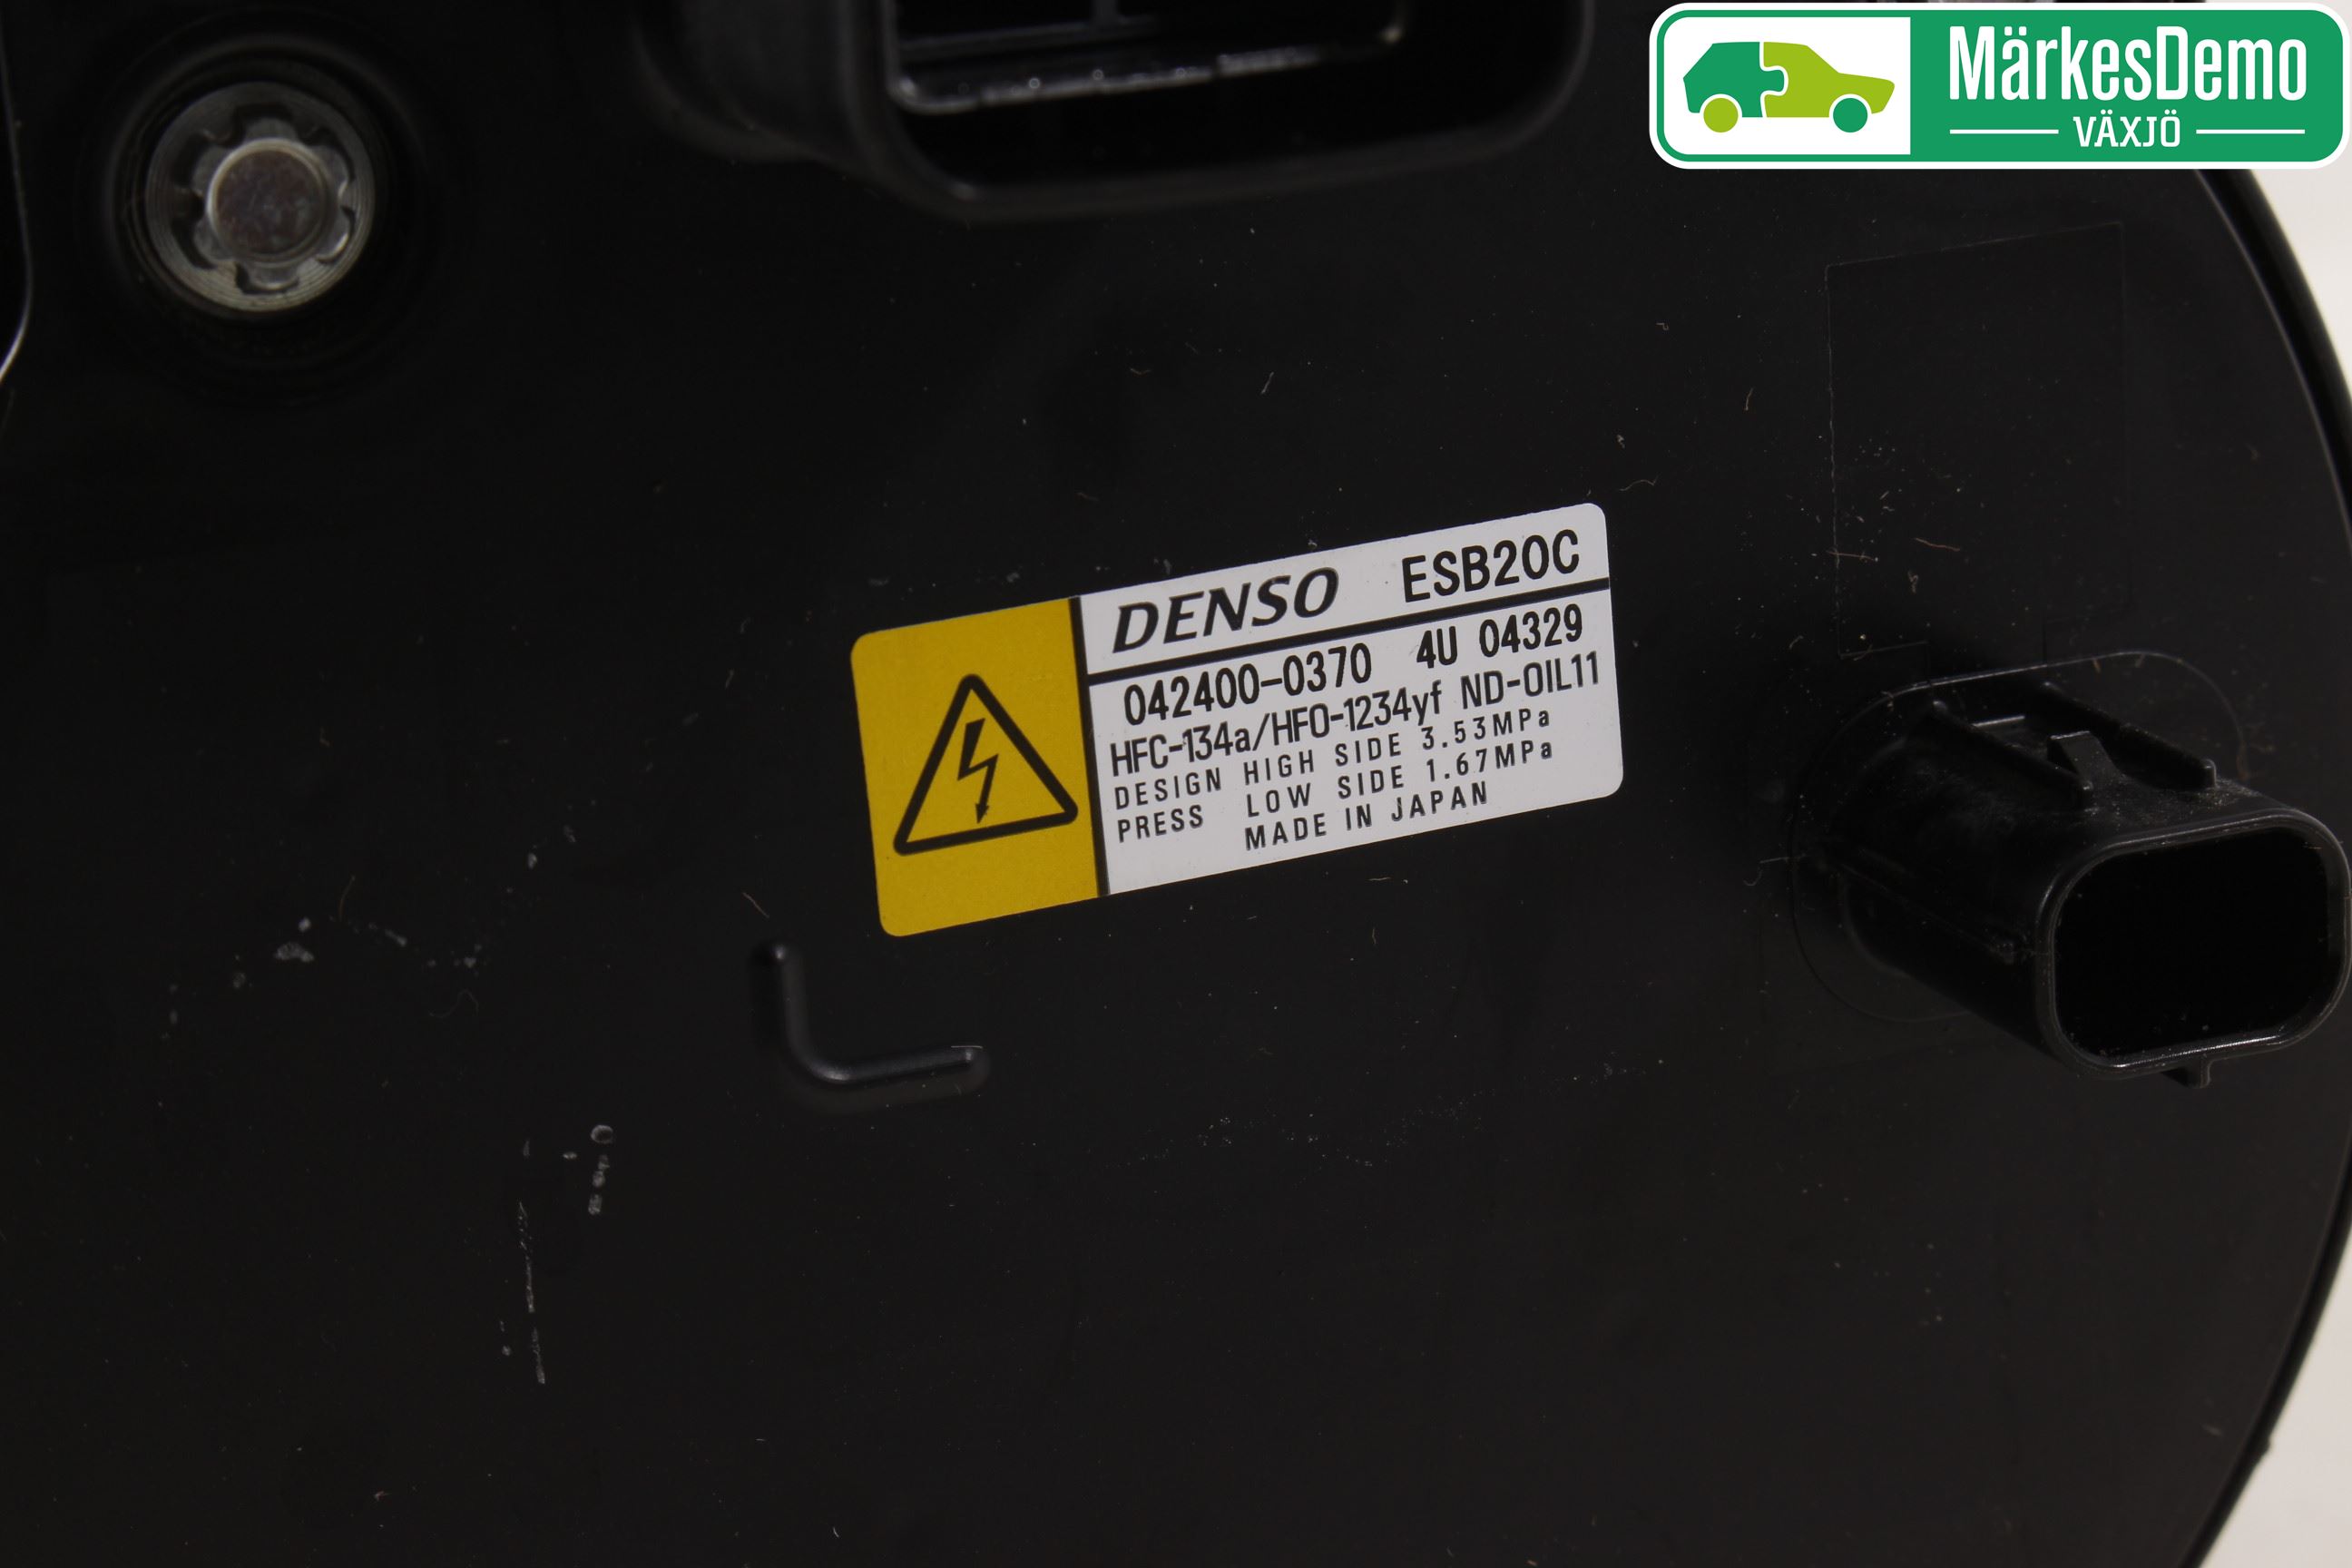 MärkesDemo
VÄXJÖ
DENSO ESB20C
042400-0370 4U 04329
HFC-134a/HFO-1234yf ND-OIL11
DESIGN HIGH SIDE 3.53MPa
PRESS LOW SIDE 1.67MPa
MADE IN JAPAN